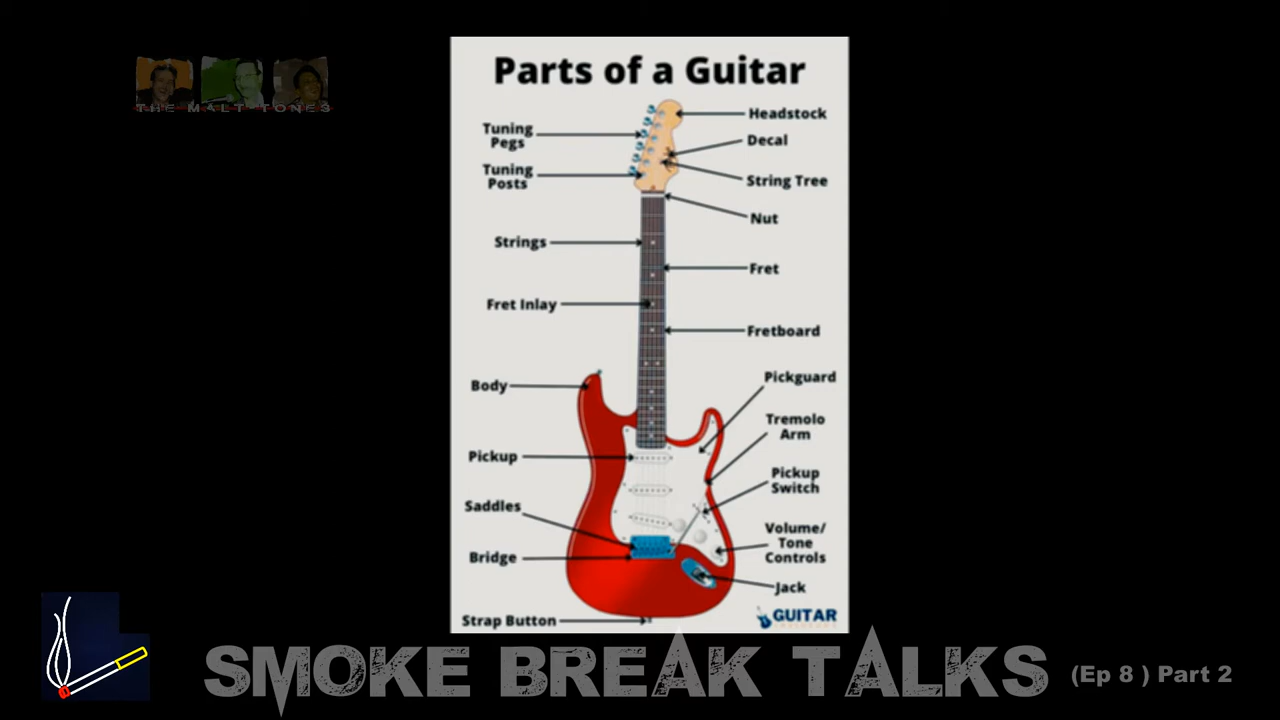 Parts of a Guitar
THE MALT TONES
Headstock
Tuning
Pegs
Decal
Tuning
Posts
String Tree
Nut
Strings
Fret
Fret Inlay
Fretboard
Pickguard
Body
Tremolo
Arm
Pickup
Pickup
Switch
Saddles
Volume/
Tone
Controls
Bridge
Jack
Strap Button
GUITAR
SMOKE BREAK TALKS (Ep 8 ) Part 2